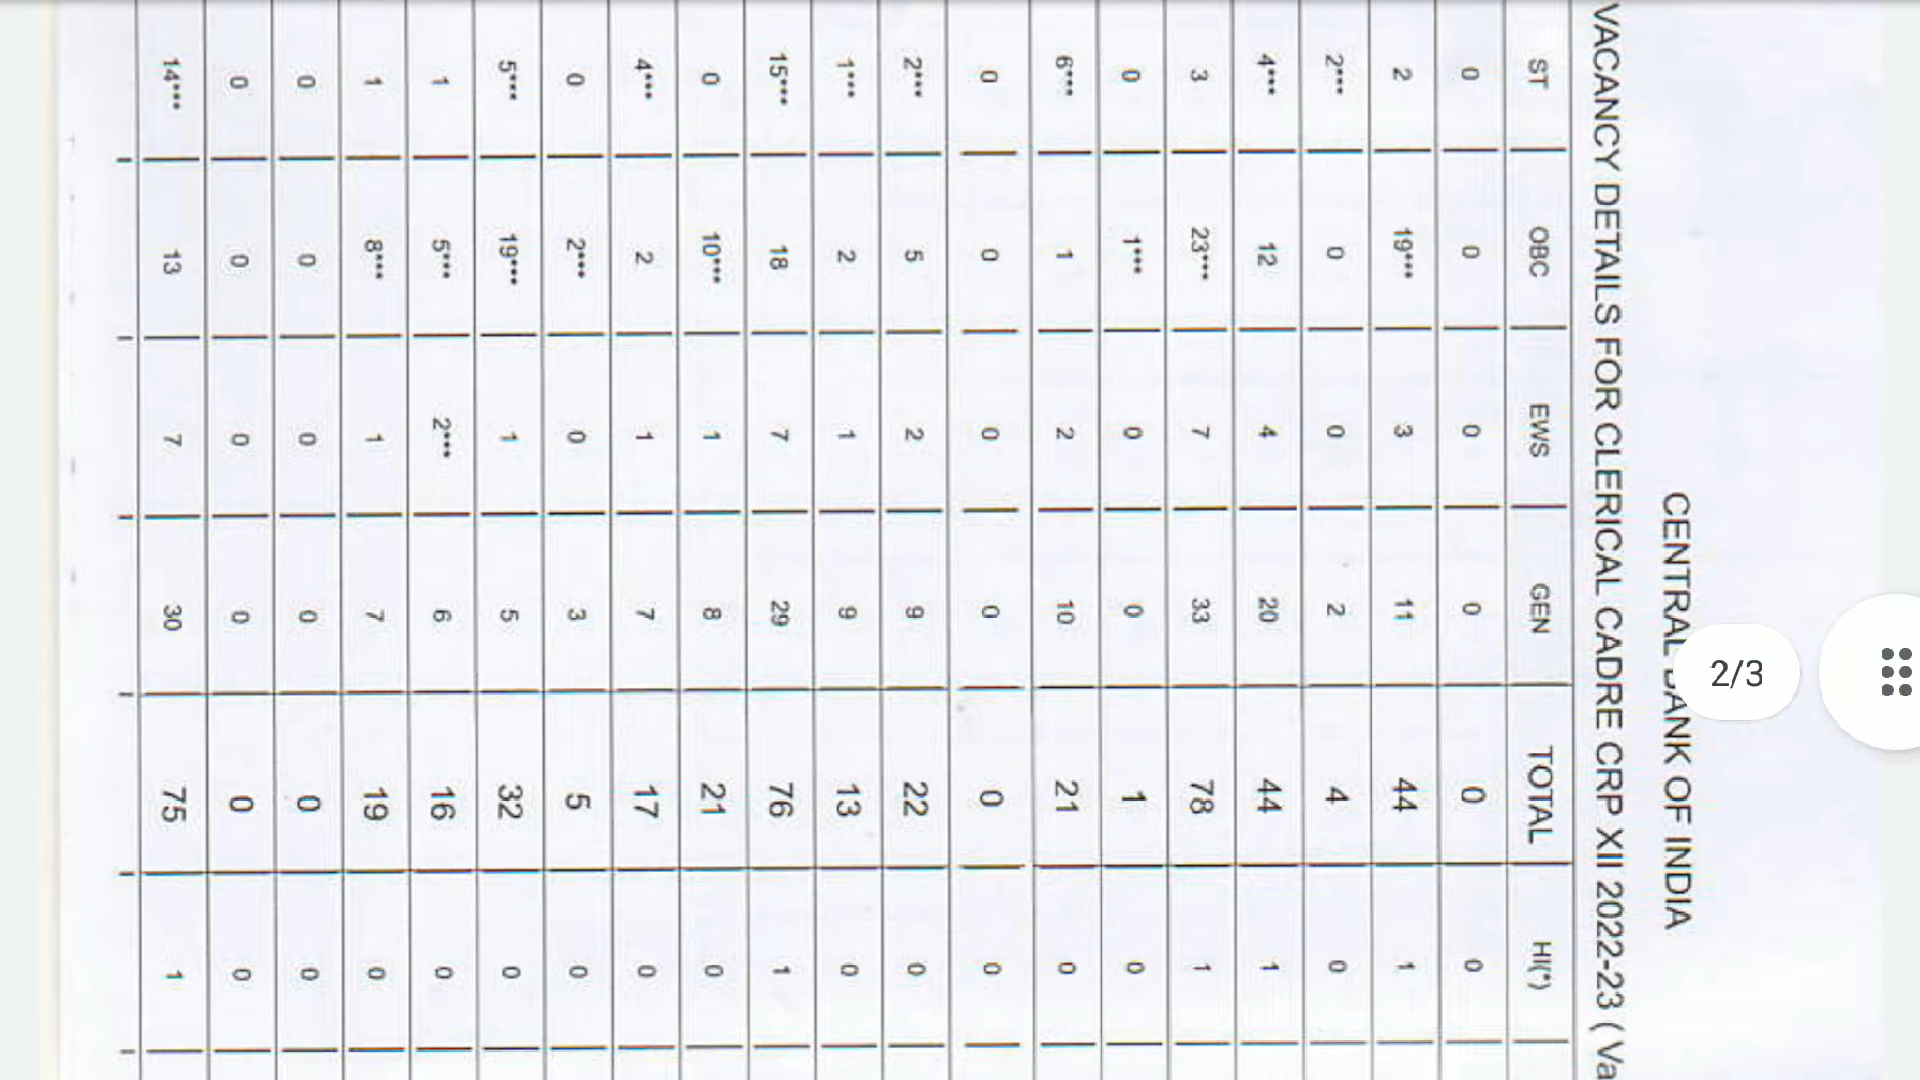 CENTRAL BANK OF INDIA
VACANCY DETAILS FOR CLERICAL CADRE CRP XII 2022-23 ( Va
ST OBC EWS GEN TOTAL HI(*)
0 0 0 0 0 0
2 19*** 3 11 44 1
2*** 0 0 2 4 0
4*** 12 4 20 44 1
3 23*** 7 33 78 1
0 1*** 0 0 1 0
6*** 1 2 10 21 0
0 0 0 0 0 0
2*** 5 2 9 22 0
1*** 2 1 9 13 0
15*** 18 7 29 76 1
0 10*** 1 8 21 0
4*** 2 1 7 17 0
0 2*** 0 3 5 0
5*** 19*** 1 5 32 0
1 5*** 2*** 6 16 0
1 8*** 1 7 19 0
0 0 0 0 0 0
0 0 0 0 0 0
14*** 13 7 30 75 1
2/3